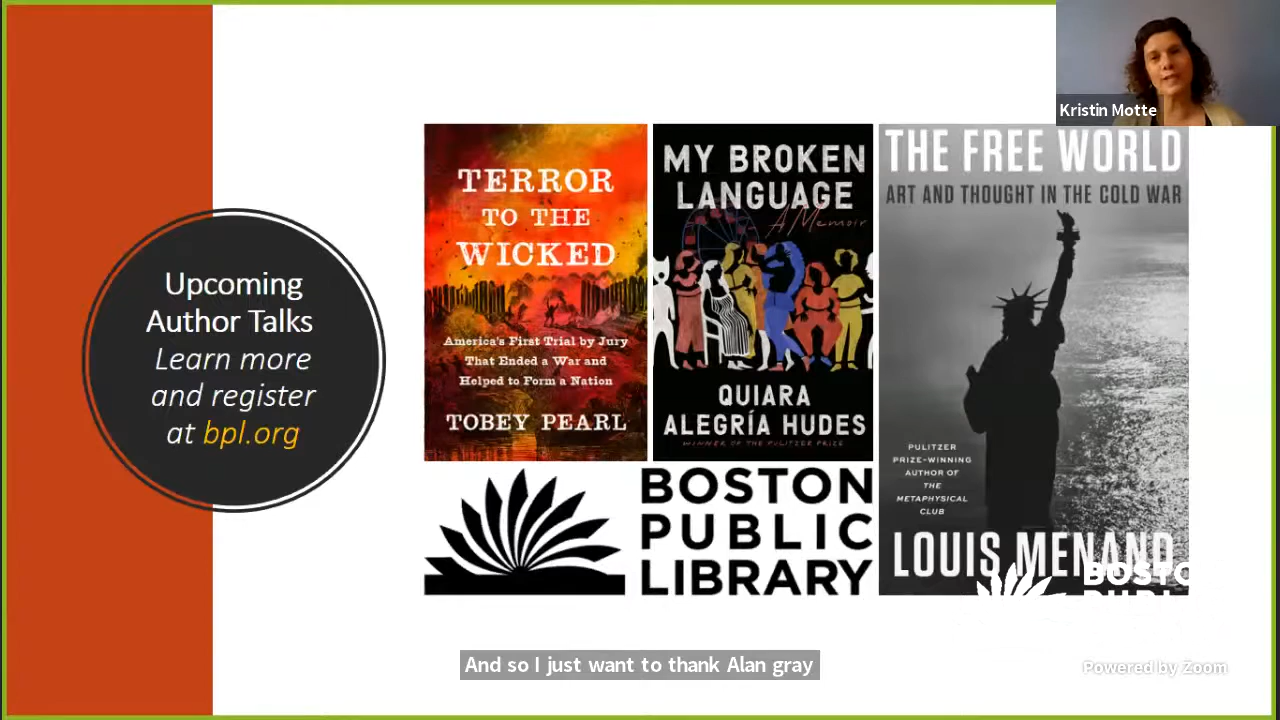 Kristin Motte
Upcoming
Author Talks
Learn more
and register
at bpl.org
TERROR
TO THE
WICKED
America's First Trial by Jury
That Ended a War and
Helped to Form a Nation
TOBEY PEARL
MY BROKEN
LANGUAGE
A Memoir
QUIARA
ALEGRÍA HUDES
WINNER OF THE PULITZER PRIZE
THE FREE WORLD
ART AND THOUGHT IN THE COLD WAR
PULITZER
PRIZE-WINNING
AUTHOR OF
THE
METAPHYSICAL
CLUB
LOUIS MENAND
BOSTON
PUBLIC
LIBRARY
And so I just want to thank Alan gray
Powered by Zoom